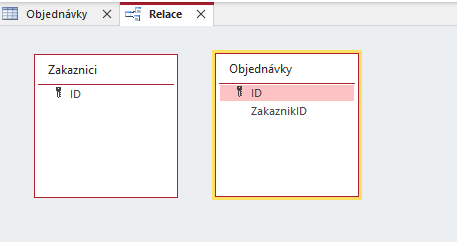 Objednávky
Relace
Zakaznici
ID
Objednávky
ID
ZakaznikID